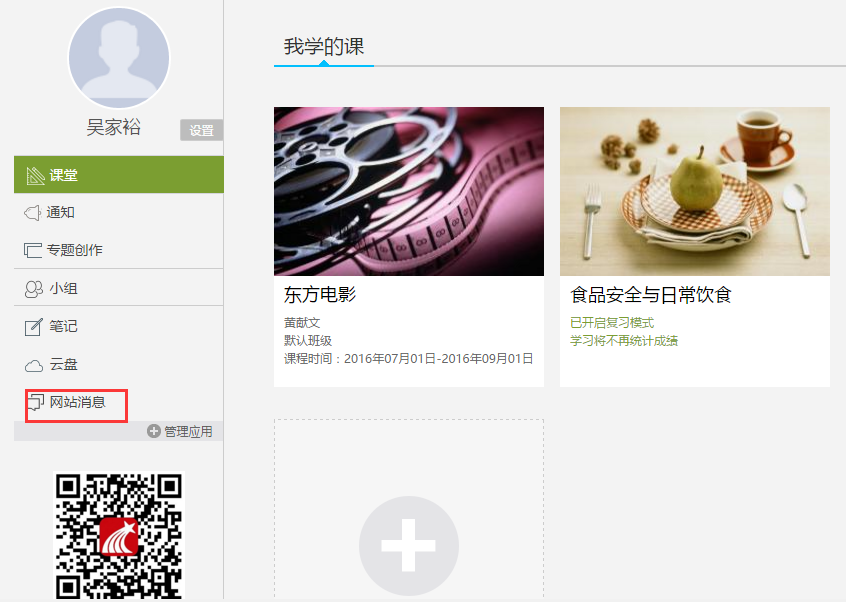 吴家裕
设置
课堂
通知
专题创作
小组
笔记
云盘
网站消息
管理应用
我学的课
东方电影
黄献文
默认班级
课程时间：2016年07月01日-2016年09月01日
食品安全与日常饮食
已开启复习模式
学习将不再统计成绩